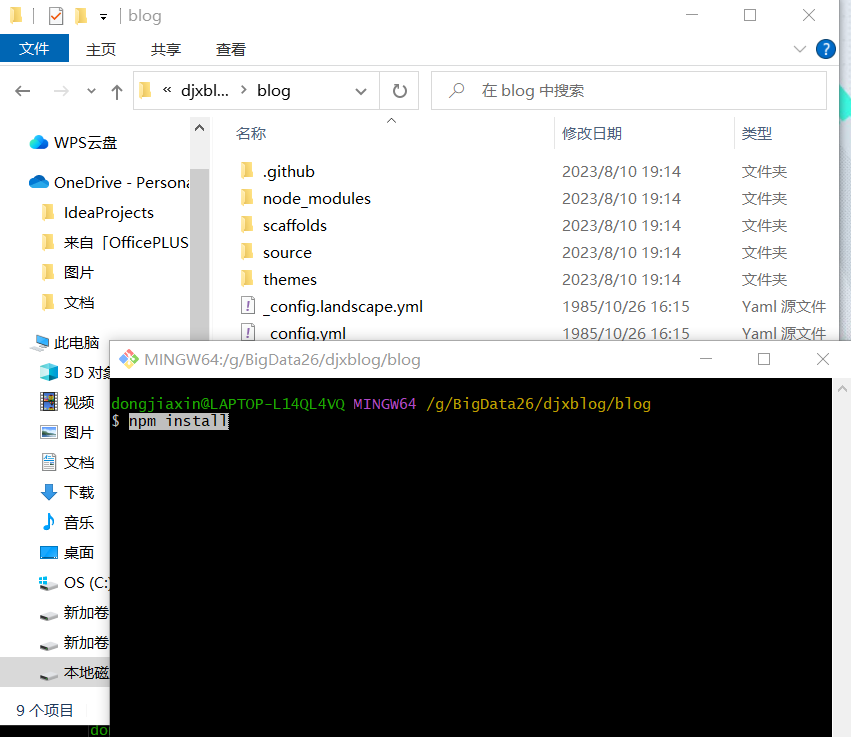 blog
文件 主页 共享 查看
« djxbl... > blog 在 blog 中搜索
名称 修改日期 类型
WPS云盘
OneDrive - Persona
IdeaProjects
来自「OfficePLUS
图片
文档
此电脑
3D 对象
视频
图片
文档
下载
音乐
桌面
OS (C:)
新加卷
新加卷
本地磁
.github 2023/8/10 19:14 文件夹
node_modules 2023/8/10 19:14 文件夹
scaffolds 2023/8/10 19:14 文件夹
source 2023/8/10 19:14 文件夹
themes 2023/8/10 19:14 文件夹
_config.landscape.yml 1985/10/26 16:15 Yaml 源文件
_config.yml 1985/10/26 16:15 Yaml 源文件
9 个项目
MINGW64:/g/BigData26/djxblog/blog
dongjiaxin@LAPTOP-L14QL4VQ MINGW64 /g/BigData26/djxblog/blog
$ npm install